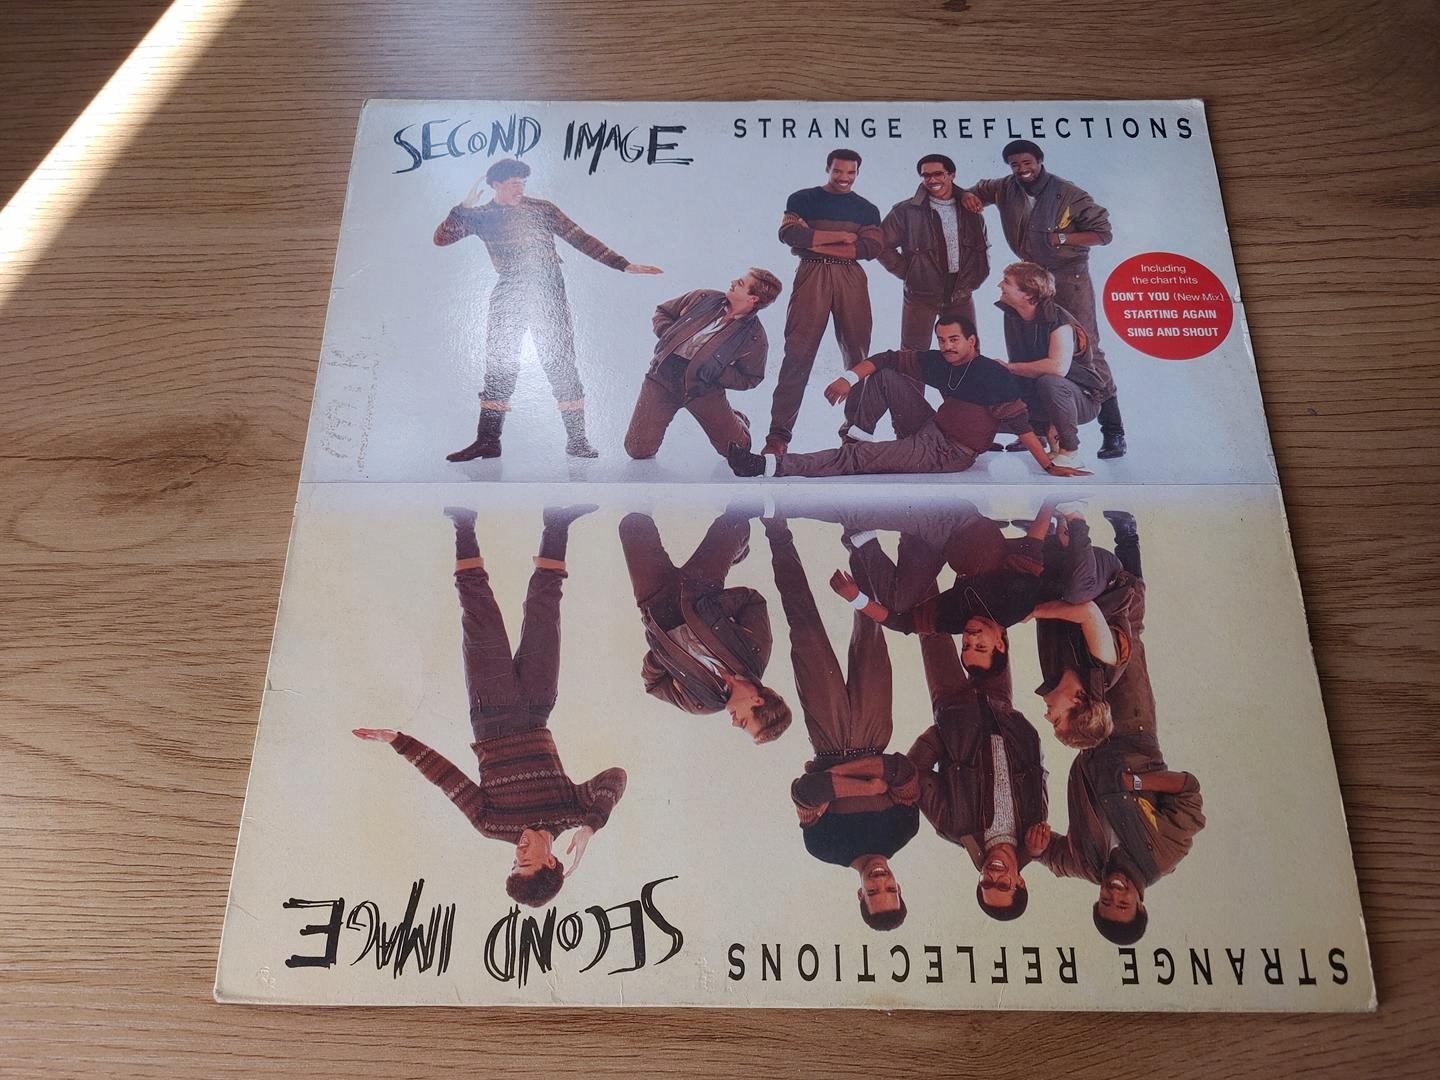 SECOND IMAGE
STRANGE REFLECTIONS
Including
the chart hits
DON'T YOU (New Mix)
STARTING AGAIN
SING AND SHOUT
SECOND IMAGE
STRANGE REFLECTIONS